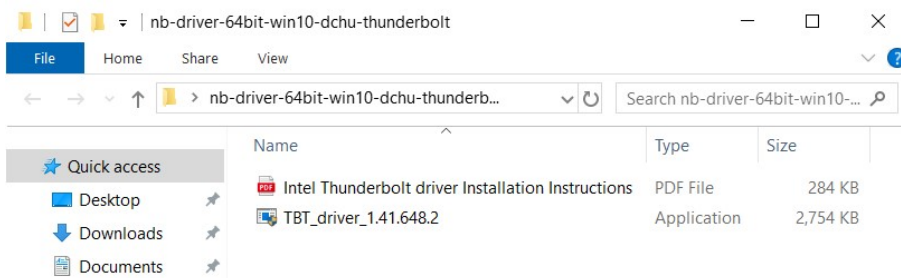 nb-driver-64bit-win10-dchu-thunderbolt
File Home Share View
nb-driver-64bit-win10-dchu-thunderb... Search nb-driver-64bit-win10-...
Name Type Size
Quick access
Intel Thunderbolt driver Installation Instructions PDF File 284 KB
Desktop
TBT_driver_1.41.648.2 Application 2,754 KB
Downloads
Documents